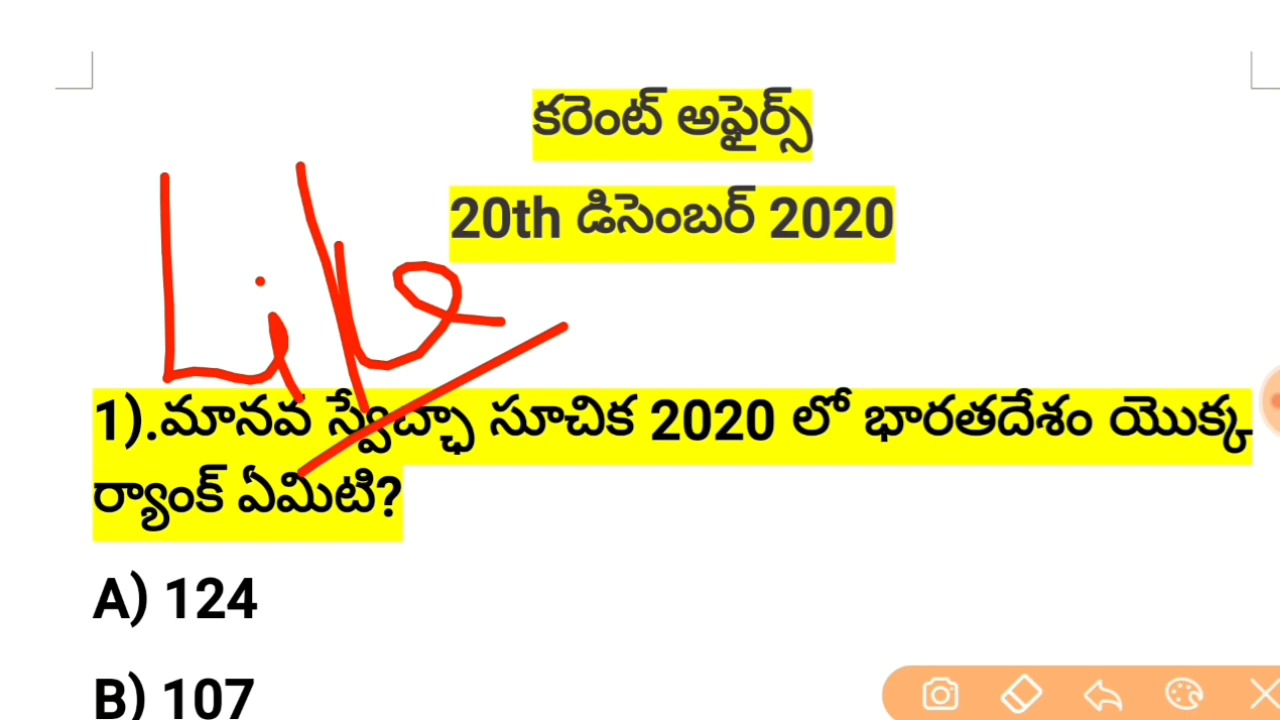 కరెంట్ అఫైర్స్
20th డిసెంబర్ 2020
Like
1).మానవ స్వేచ్ఛా సూచిక 2020 లో భారతదేశం యొక్క
ర్యాంక్ ఏమిటి?
A) 124
B) 107